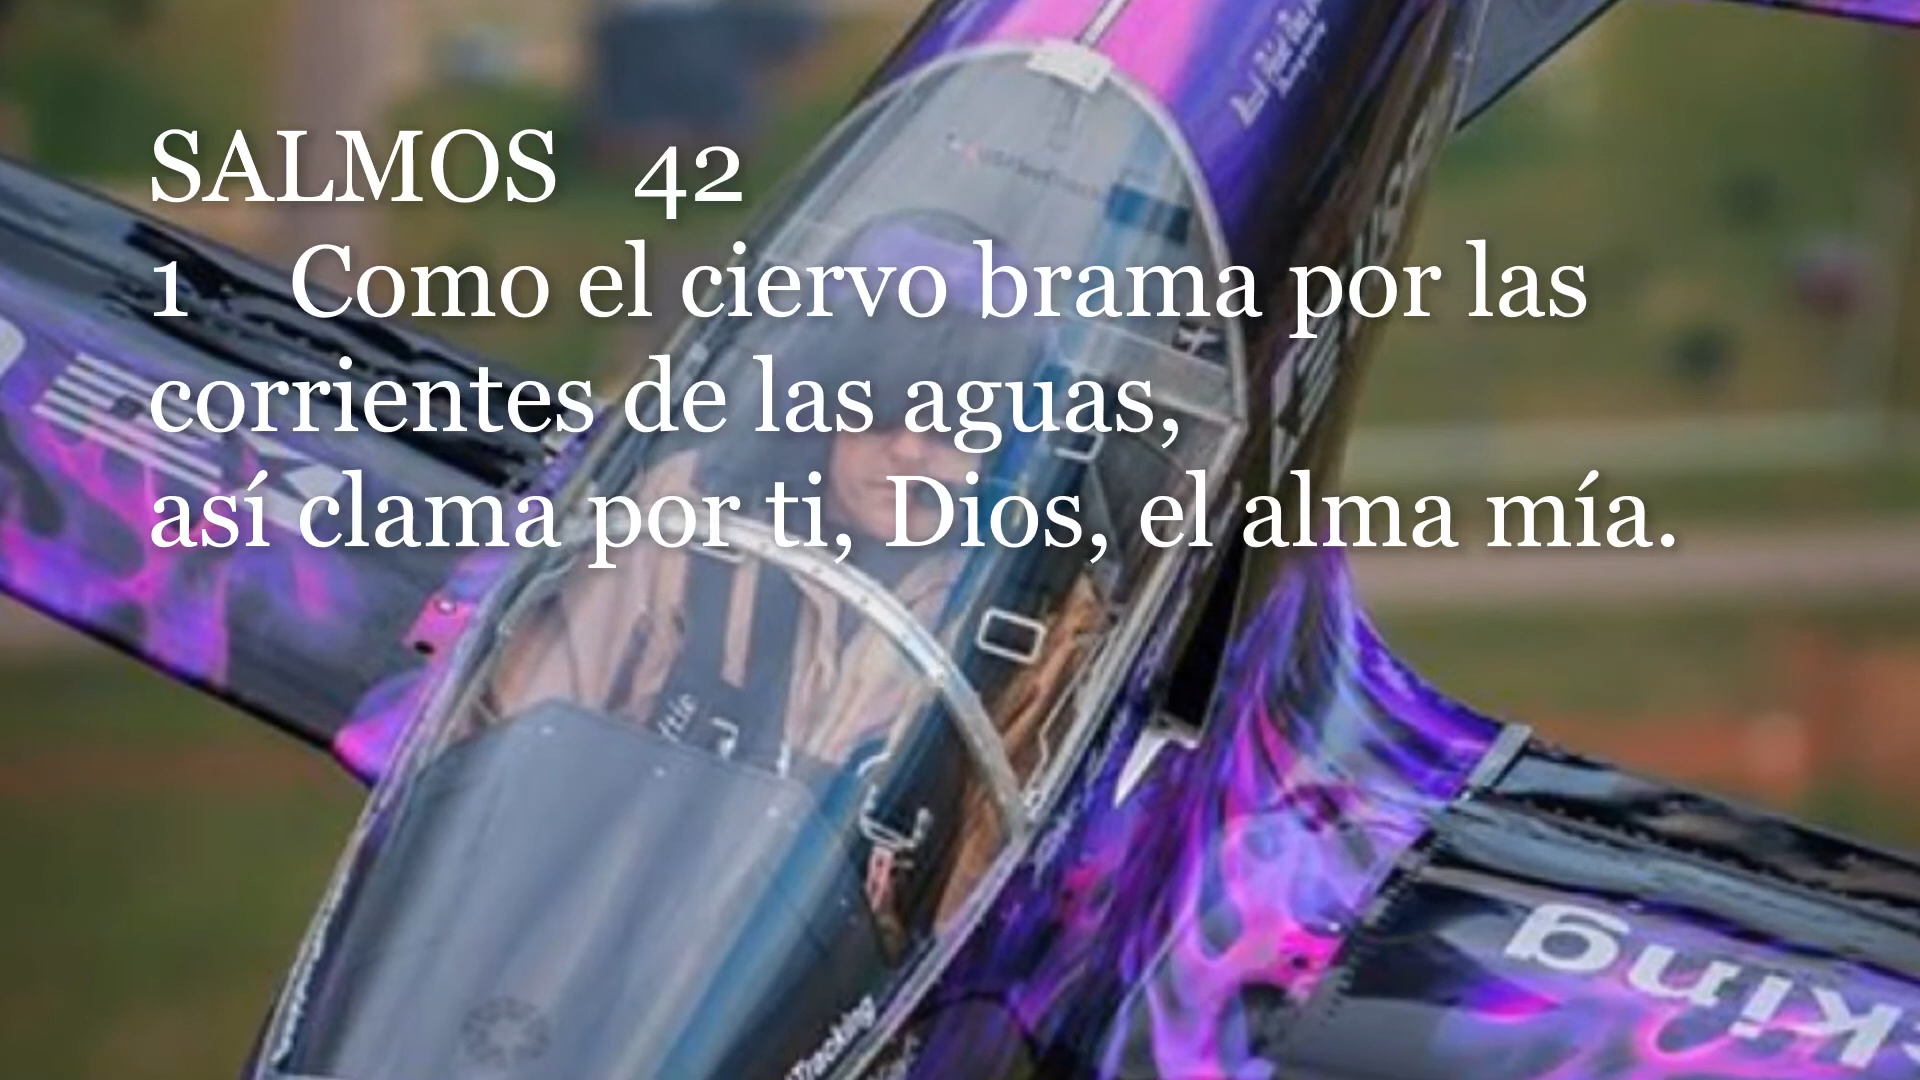 SALMOS 42
1 Como el ciervo brama por las
corrientes de las aguas,
así clama por ti, Dios, el alma mía.
king
Tracking